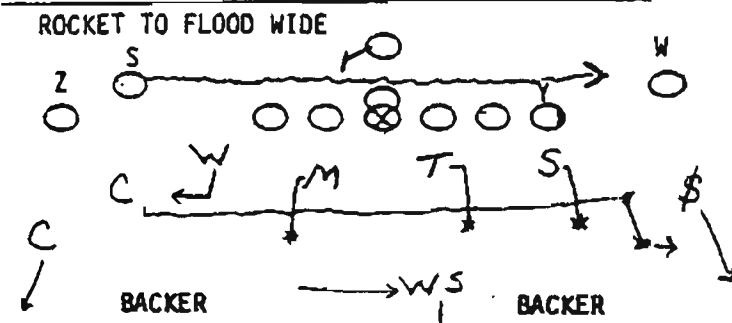 ROCKET TO FLOOD WIDE
S W
Z Y
W M T S $
C
C
WS
BACKER BACKER